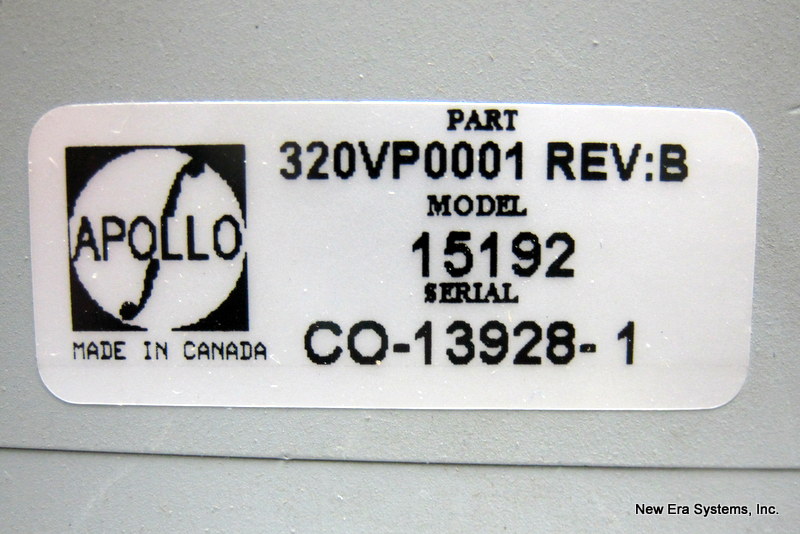 PART
320VP0001 REV:B
MODEL
15192
SERIAL
CO-13928- 1
APOLLO
MADE IN CANADA
New Era Systems, Inc.